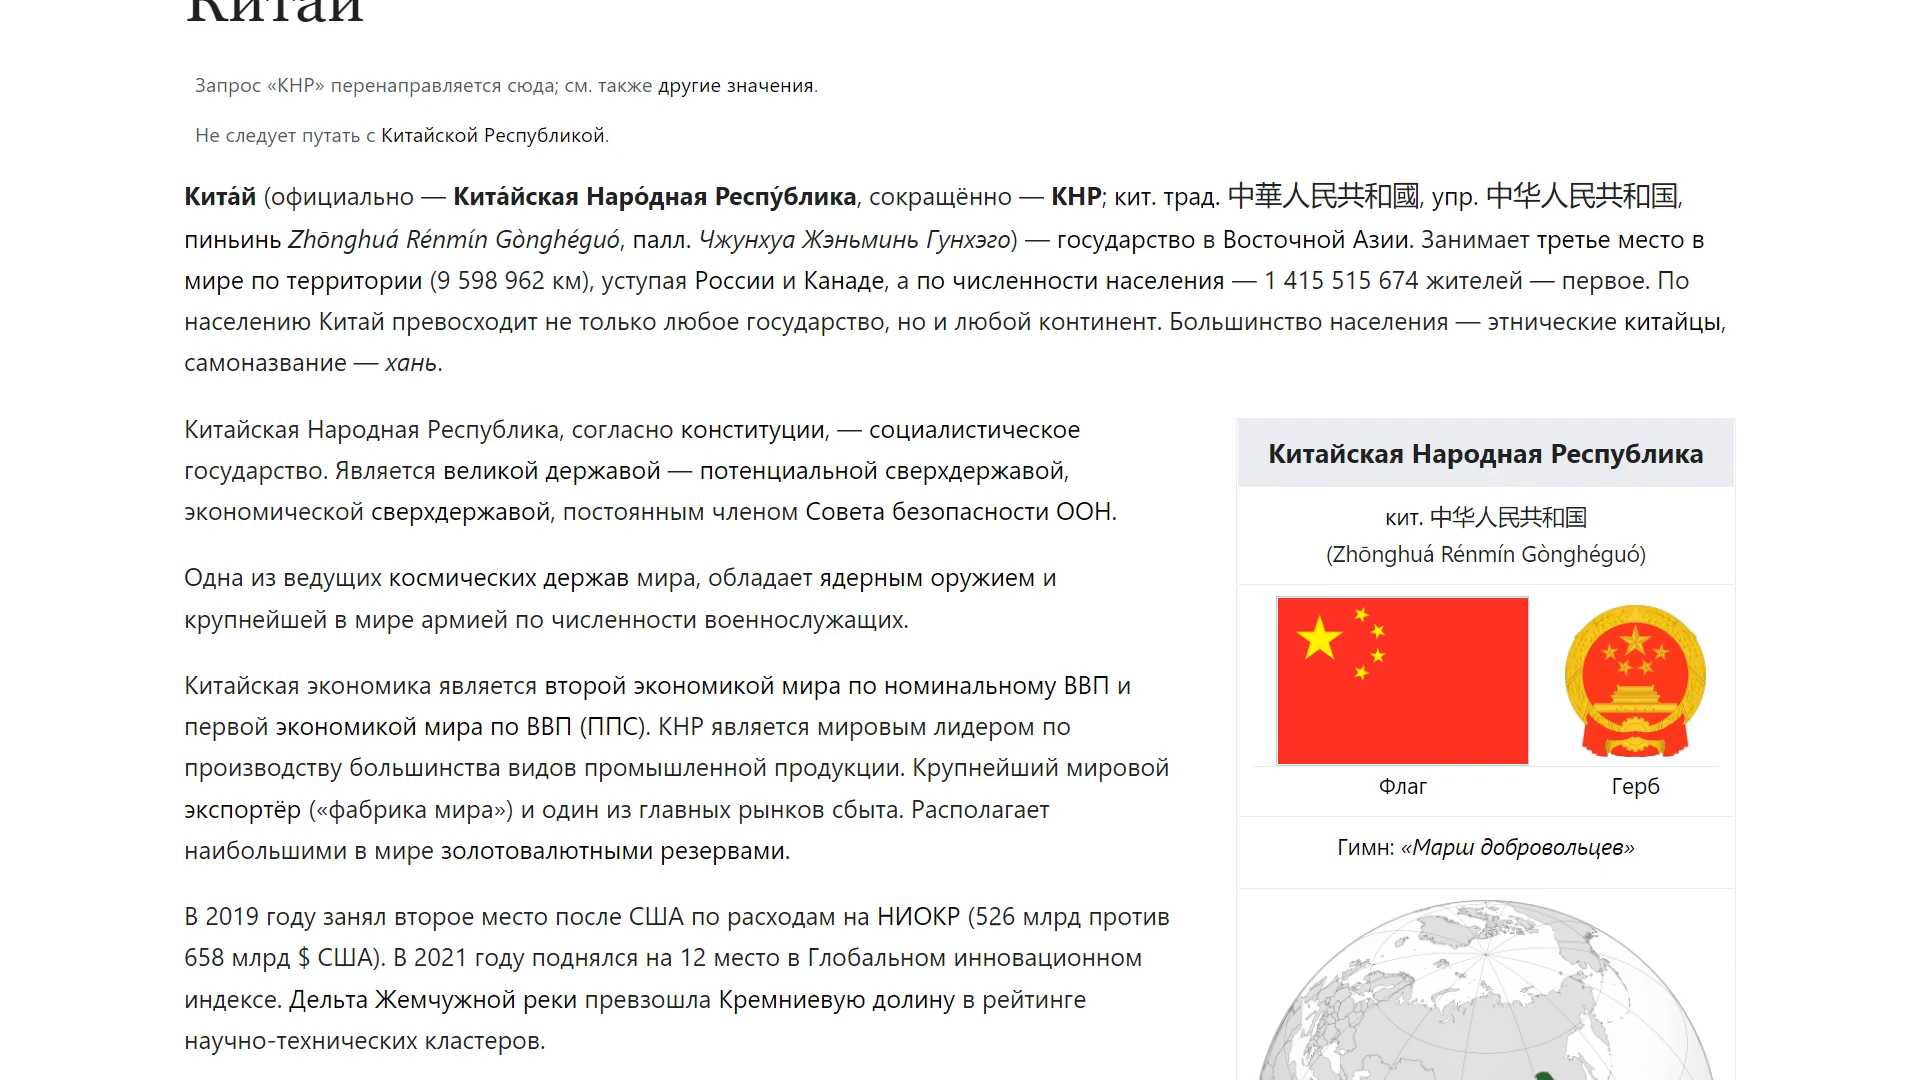 Китай
Запрос «КНР» перенаправляется сюда; см. также другие значения.
Не следует путать с Китайской Республикой.
Кита́й (официально — Кита́йская Наро́дная Респу́блика, сокращённо — КНР; кит. трад. 中華人民共和國, упр. 中华人民共和国,
пиньинь Zhōnghuá Rénmín Gònghéguó, палл. Чжунхуа Жэньминь Гунхэго) — государство в Восточной Азии. Занимает третье место в
мире по территории (9 598 962 км), уступая России и Канаде, а по численности населения — 1 415 515 674 жителей — первое. По
населению Китай превосходит не только любое государство, но и любой континент. Большинство населения — этнические китайцы,
самоназвание — хань.
Китайская Народная Республика, согласно конституции, — социалистическое
государство. Является великой державой — потенциальной сверхдержавой,
экономической сверхдержавой, постоянным членом Совета безопасности ООН.
Одна из ведущих космических держав мира, обладает ядерным оружием и
крупнейшей в мире армией по численности военнослужащих.
Китайская экономика является второй экономикой мира по номинальному ВВП и
первой экономикой мира по ВВП (ППС). КНР является мировым лидером по
производству большинства видов промышленной продукции. Крупнейший мировой
экспортёр («фабрика мира») и один из главных рынков сбыта. Располагает
наибольшими в мире золотовалютными резервами.
В 2019 году занял второе место после США по расходам на НИОКР (526 млрд против
658 млрд $ США). В 2021 году поднялся на 12 место в Глобальном инновационном
индексе. Дельта Жемчужной реки превзошла Кремниевую долину в рейтинге
научно-технических кластеров.
Китайская Народная Республика
кит. 中华人民共和国
(Zhōnghuá Rénmín Gònghéguó)
Флаг
Герб
Гимн: «Марш добровольцев»